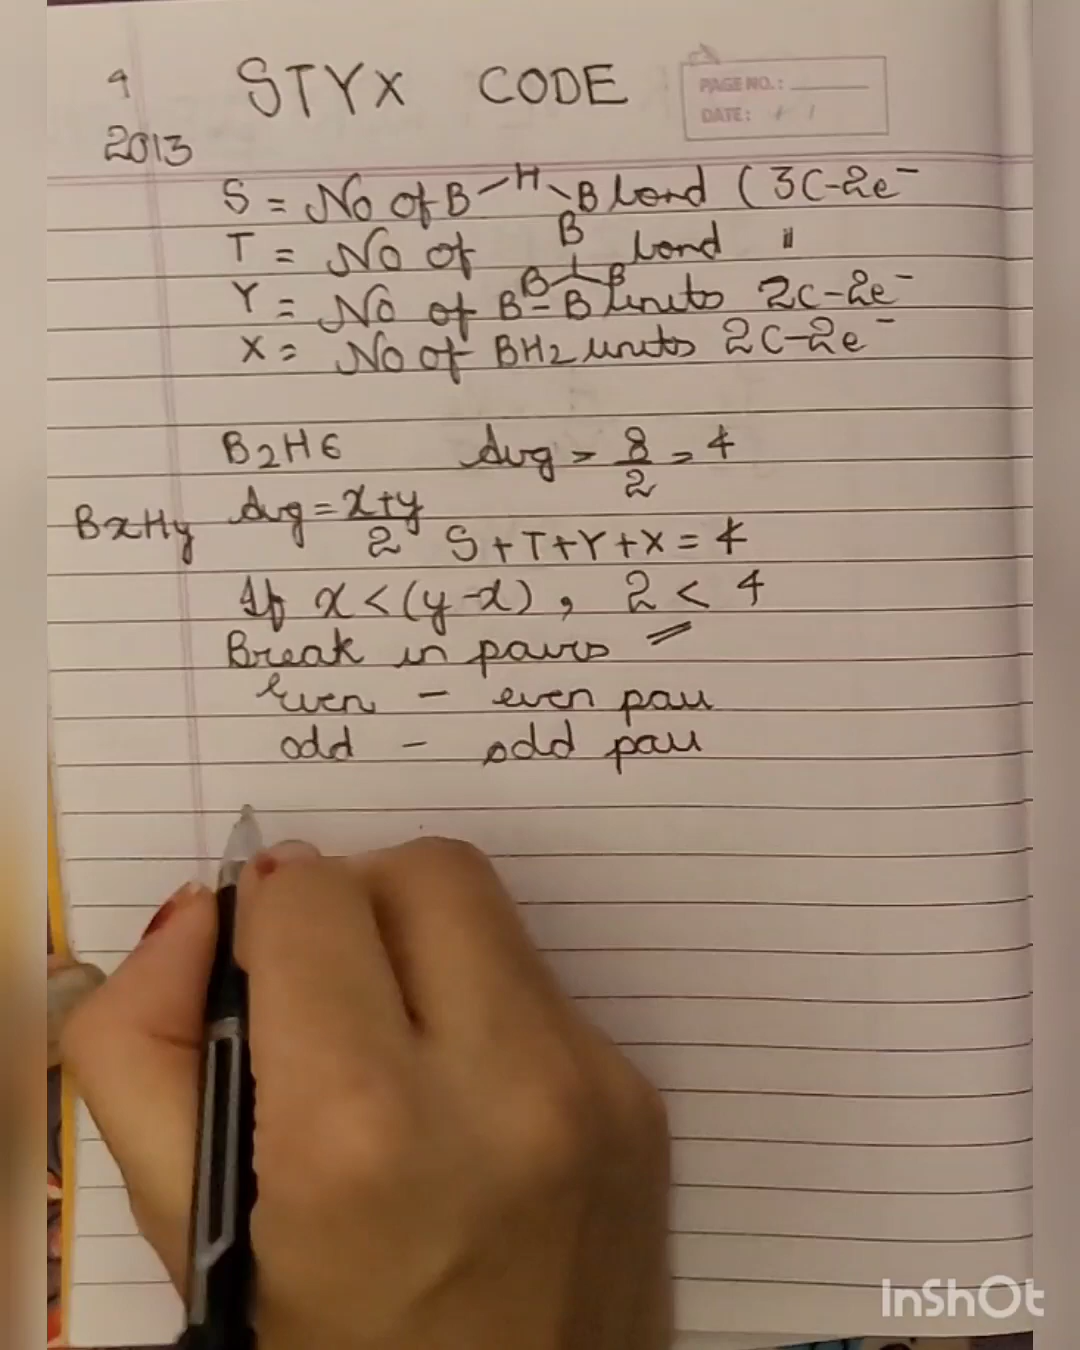 4
STYX CODE
PAGE NO.:
DATE: / /
2013
S = No of B-H-B bond (3C-2e⁻
T = No of B B B bond "
Y = No of B-B units 2C-2e⁻
X = No of BH2 units 2C-2e⁻
B2H6 Avg = 8/2 = 4
BxHy Avg = x+y/2 S+T+Y+X = 4
If x < (y-x), 2 < 4
Break in pairs
Even - even pair
odd - odd pair
InShOt